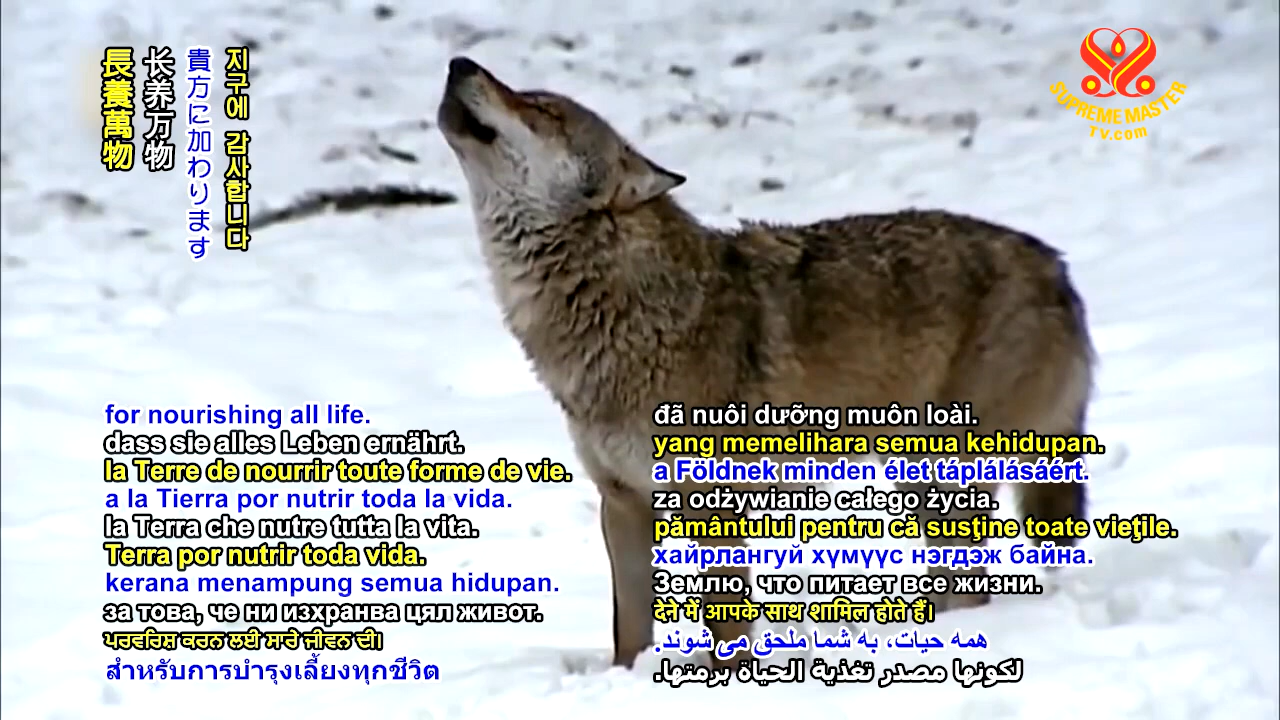 長養萬物
长养万物
貴方に加わります
지구에 감사합니다
SUPREME MASTER
TV.com
for nourishing all life.
dass sie alles Leben ernährt.
la Terre de nourrir toute forme de vie.
a la Tierra por nutrir toda la vida.
la Terra che nutre tutta la vita.
Terra por nutrir toda vida.
kerana menampung semua hidupan.
за това, че ни изхранва цял живот.
ਪਰਵਰਿਸ਼ ਕਰਨ ਲਈ ਸਾਰੇ ਜੀਵਨ ਦੀ।
สำหรับการบำรุงเลี้ยงทุกชีวิต
đã nuôi dưỡng muôn loài.
yang memelihara semua kehidupan.
a Földnek minden élet táplálásáért.
za odżywianie całego życia.
pământului pentru că susţine toate vieţile.
хайрлангуй хүмүүс нэгдэж байна.
Землю, что питает все жизни.
देने में आपके साथ शामिल होते हैं।
همه حیات، به شما ملحق می شوند.
لكونها مصدر تغذية الحياة برمتها.